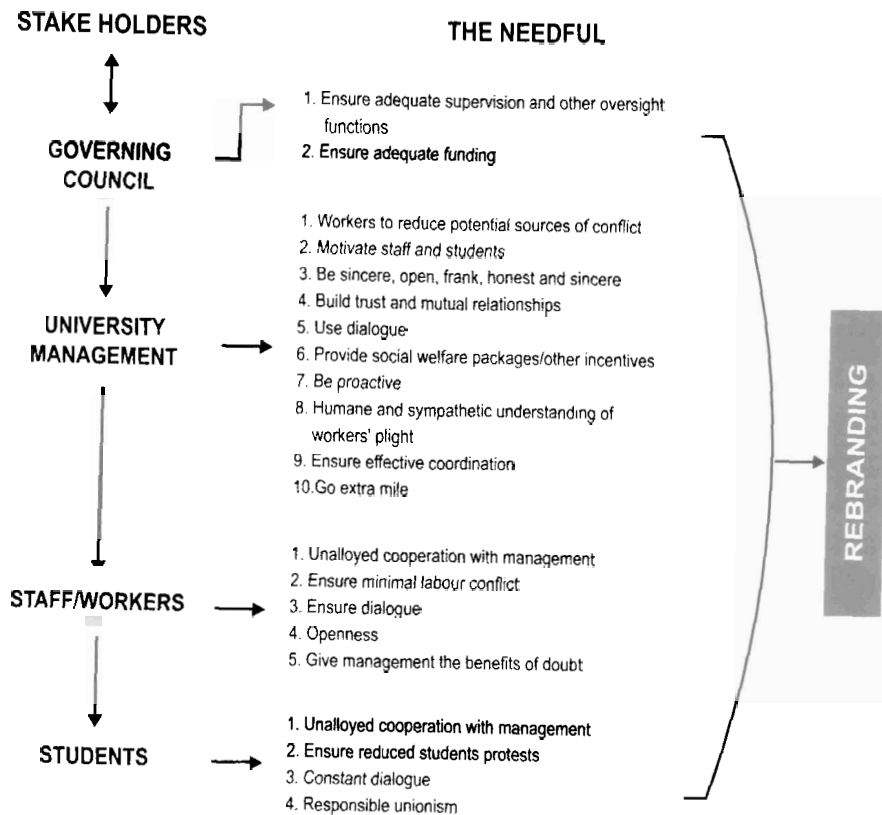 STAKE HOLDERS
THE NEEDFUL
GOVERNING
COUNCIL
1. Ensure adequate supervision and other oversight
functions
2. Ensure adequate funding
UNIVERSITY
MANAGEMENT
1. Workers to reduce potential sources of conflict
2. Motivate staff and students
3. Be sincere, open, frank, honest and sincere
4. Build trust and mutual relationships
5. Use dialogue
6. Provide social welfare packages/other incentives
7. Be proactive
8. Humane and sympathetic understanding of
workers' plight
9. Ensure effective coordination
10.Go extra mile
STAFF/WORKERS
1. Unalloyed cooperation with management
2. Ensure minimal labour conflict
3. Ensure dialogue
4. Openness
5. Give management the benefits of doubt
STUDENTS
1. Unalloyed cooperation with management
2. Ensure reduced students protests
3. Constant dialogue
4. Responsible unionism
REBRANDING